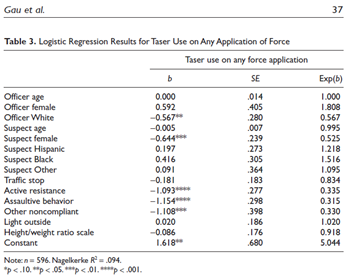 Gau et al. 37
Table 3. Logistic Regression Results for Taser Use on Any Application of Force
Taser use on any force application
b SE Exp(b)
Officer age 0.000 .014 1.000
Officer female 0.592 .405 1.808
Officer White −0.567** .280 0.567
Suspect age −0.005 .007 0.995
Suspect female −0.644*** .239 0.525
Suspect Hispanic 0.197 .273 1.218
Suspect Black 0.416 .305 1.516
Suspect Other 0.091 .364 1.095
Traffic stop −0.181 .183 0.834
Active resistance −1.093**** .277 0.335
Assaultive behavior −1.154**** .298 0.315
Other noncompliant −1.108*** .398 0.330
Light outside 0.020 .186 1.020
Height/weight ratio scale −0.086 .176 0.918
Constant 1.618** .680 5.044
Note: n = 596. Nagelkerke R² = .094.
*p < .10. **p < .05. ***p < .01. ****p < .001.